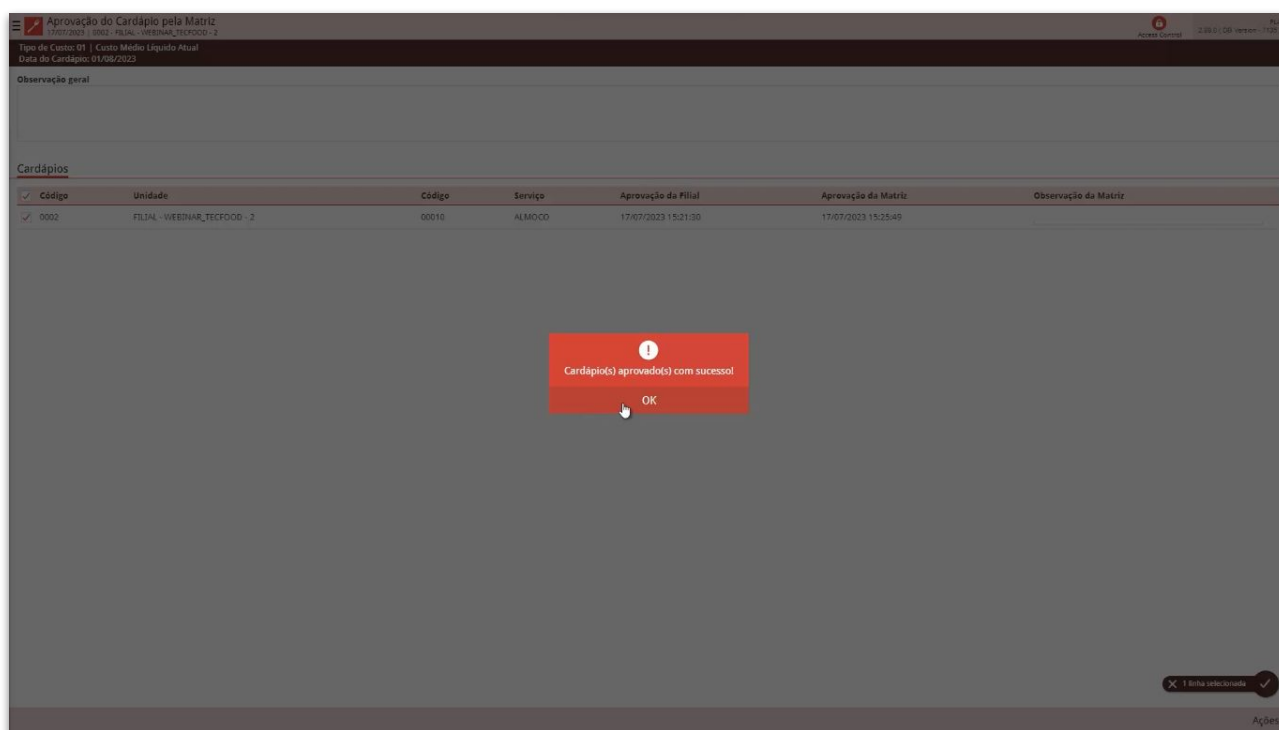 Aprovação do Cardápio pela Matriz
17/07/2023 | 0002 - FILIAL - WEBINAR_TECFOOD - 2
Access Control
Tipo de Custo: 01 | Custo Médio Líquido Atual
Data do Cardápio: 01/08/2023
Observação geral
Cardápios
Código Unidade Código Serviço Aprovação da Filial Aprovação da Matriz Observação da Matriz
0002 FILIAL - WEBINAR_TECFOOD - 2 00010 ALMOCO 17/07/2023 15:21:30 17/07/2023 15:25:49
Cardápio(s) aprovado(s) com sucesso!
OK
1 linha selecionada
Ações